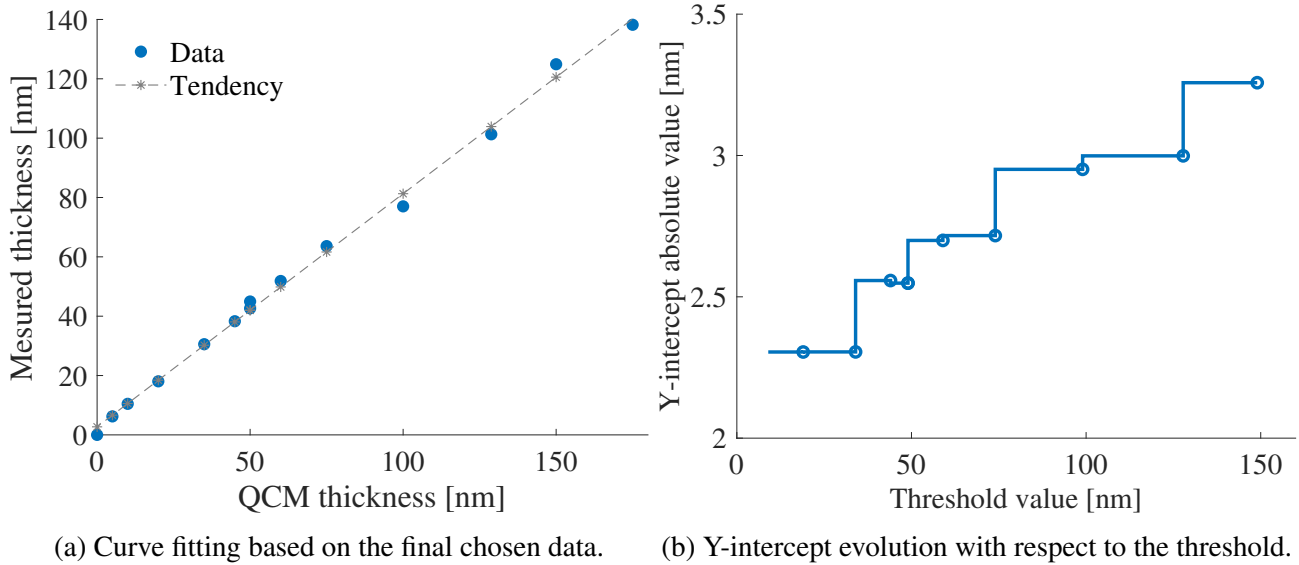 140
120
100
80
60
40
20
0
Mesured thickness [nm]
Data
Tendency
0
50
100
150
QCM thickness [nm]
(a) Curve fitting based on the final chosen data.
3.5
3
2.5
2
Y-intercept absolute value [nm]
0
50
100
150
Threshold value [nm]
(b) Y-intercept evolution with respect to the threshold.